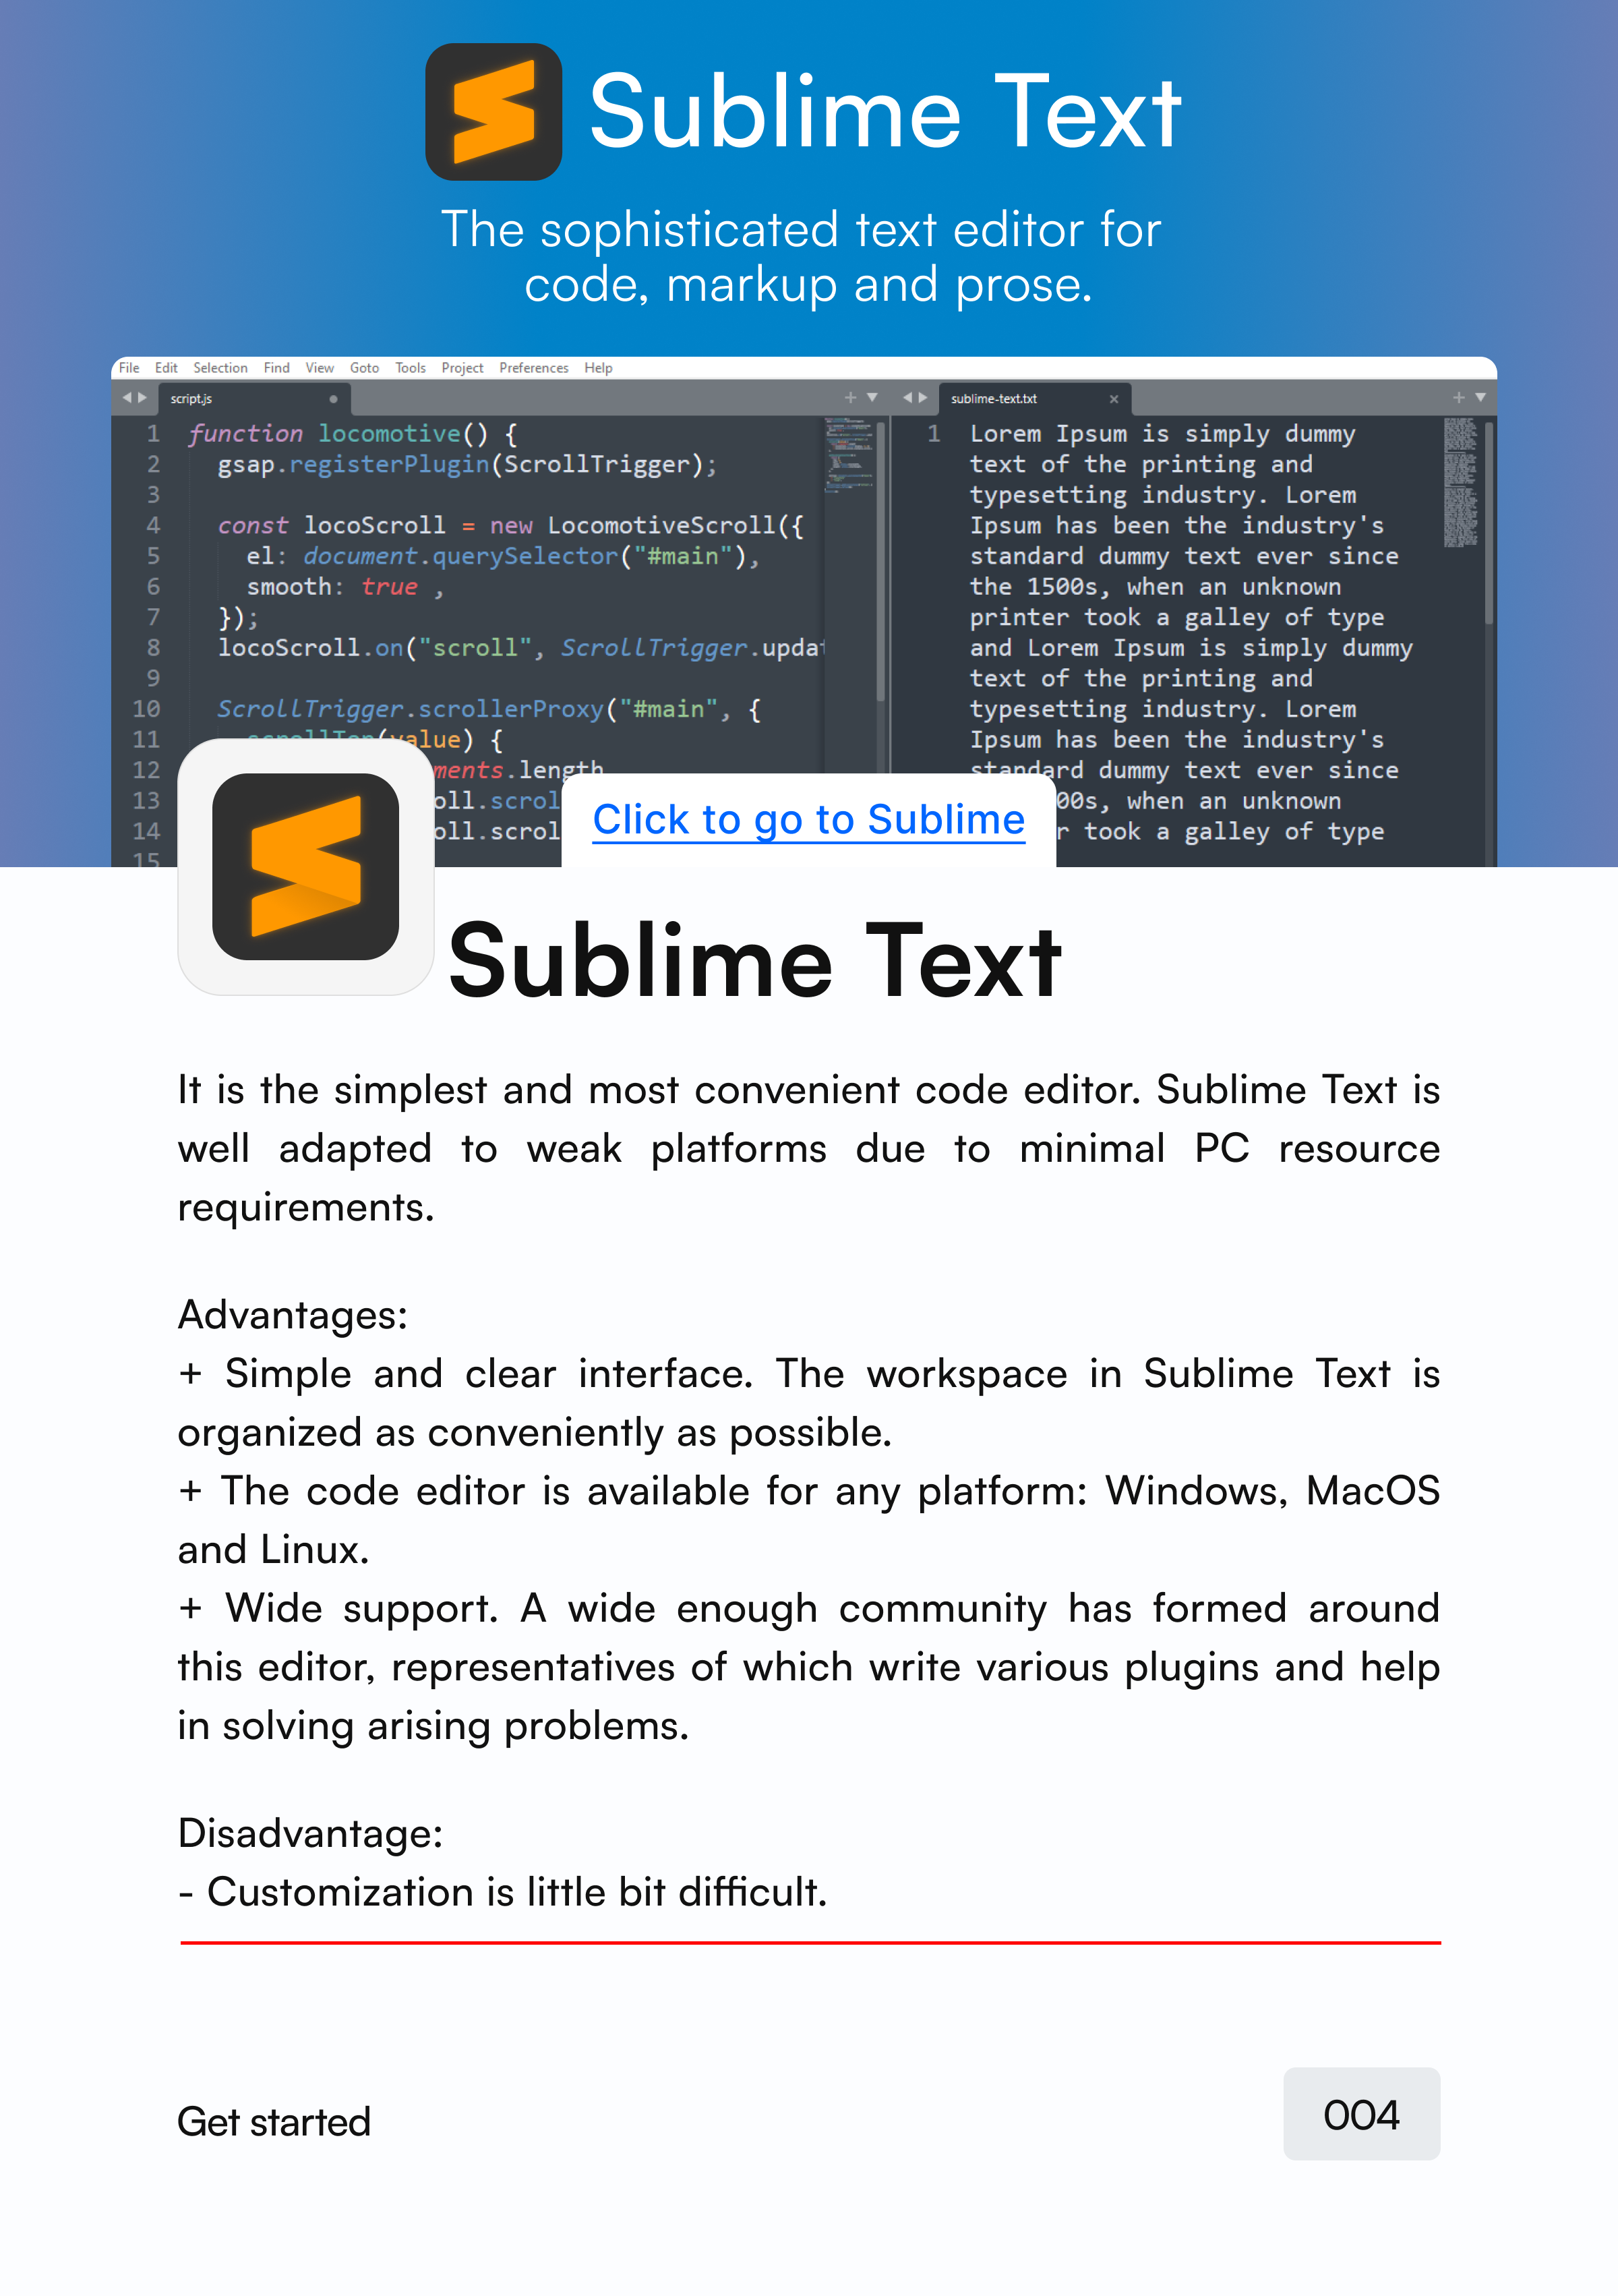 Sublime Text
The sophisticated text editor for
code, markup and prose.
File Edit Selection Find View Goto Tools Project Preferences Help
script.js
1 function locomotive() {
2 gsap.registerPlugin(ScrollTrigger);
3
4 const locoScroll = new LocomotiveScroll({
5 el: document.querySelector("#main"),
6 smooth: true ,
7 });
8 locoScroll.on("scroll", ScrollTrigger.updat
9
10 ScrollTrigger.scrollerProxy("#main", {
11 scrollTop(value) {
12 ments.length
13 oll.scrol
14 oll.scrol
15
sublime-text.txt
1 Lorem Ipsum is simply dummy
text of the printing and
typesetting industry. Lorem
Ipsum has been the industry's
standard dummy text ever since
the 1500s, when an unknown
printer took a galley of type
and Lorem Ipsum is simply dummy
text of the printing and
typesetting industry. Lorem
Ipsum has been the industry's
standard dummy text ever since
00s, when an unknown
r took a galley of type
Click to go to Sublime
Sublime Text
It is the simplest and most convenient code editor. Sublime Text is
well adapted to weak platforms due to minimal PC resource
requirements.
Advantages:
+ Simple and clear interface. The workspace in Sublime Text is
organized as conveniently as possible.
+ The code editor is available for any platform: Windows, MacOS
and Linux.
+ Wide support. A wide enough community has formed around
this editor, representatives of which write various plugins and help
in solving arising problems.
Disadvantage:
- Customization is little bit difficult.
Get started
004